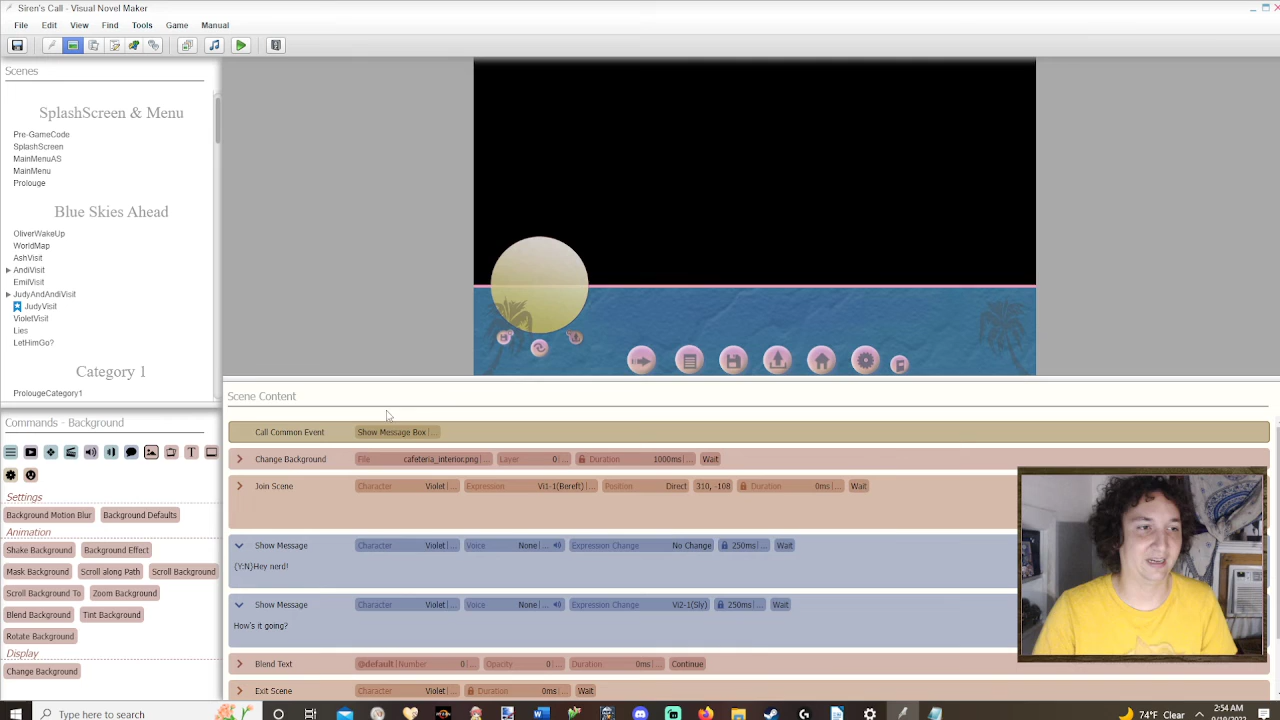 Siren's Call - Visual Novel Maker
File Edit View Find Tools Game Manual
Scenes
SplashScreen & Menu
Pre-GameCode
SplashScreen
MainMenuAS
MainMenu
Prolouge
Blue Skies Ahead
OliverWakeUp
WorldMap
AshVisit
AndiVisit
EmilVisit
JudyAndAndiVisit
JudyVisit
VioletVisit
Lies
LetHimGo?
Category 1
ProlougeCategory1
Commands - Background
Settings
Background Motion Blur Background Defaults
Animation
Shake Background Background Effect
Mask Background Scroll along Path Scroll Background
Scroll Background To Zoom Background
Blend Background Tint Background
Rotate Background
Display
Change Background
Scene Content
Call Common Event Show Message Box ...
Change Background File cafeteria_interior.png ... Layer 0 ... Duration 1000ms ... Wait
Join Scene Character Violet ... Expression Vi1-1(Bereft) ... Position Direct 310, -108 Duration 0ms ... Wait
Show Message Character Violet ... Voice None ... Expression Change No Change 250ms ... Wait
{Y:N}Hey nerd!
Show Message Character Violet ... Voice None ... Expression Change Vi2-1(Sly) 250ms ... Wait
How's it going?
Blend Text @default Number 0 ... Opacity 0 ... Duration 0ms ... Continue
Exit Scene Character Violet ... Duration 0ms ... Wait
Type here to search
74°F Clear
2:54 AM